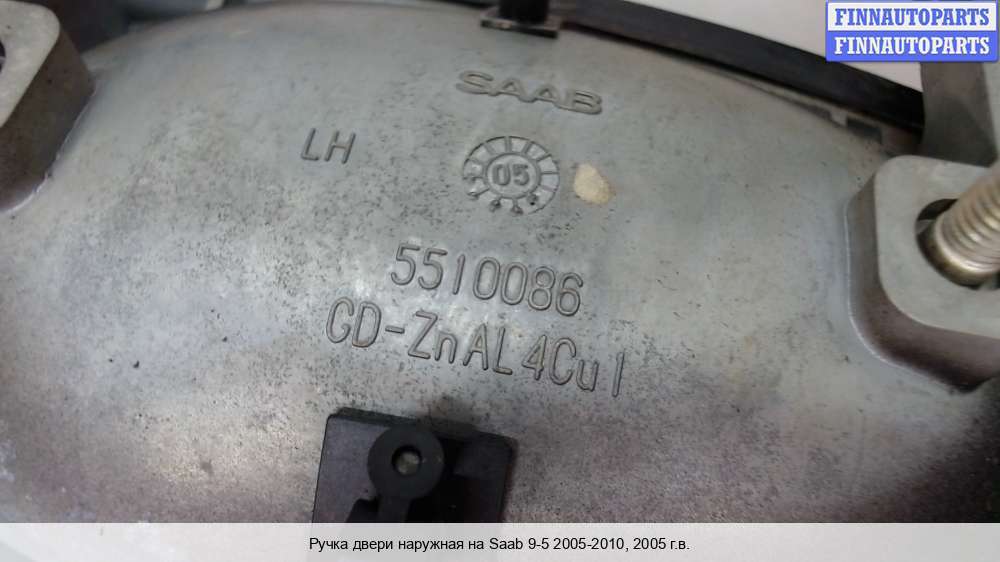 FINNAUTOPARTS
FINNAUTOPARTS
SAAB
LH
05
5510086
GD-ZnAL4Cu1
Ручка двери наружная на Saab 9-5 2005-2010, 2005 г.в.